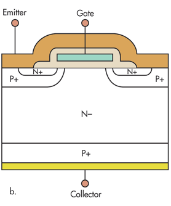 Emitter Gate
N+ N+
P+ P+
N–
P+
b. Collector